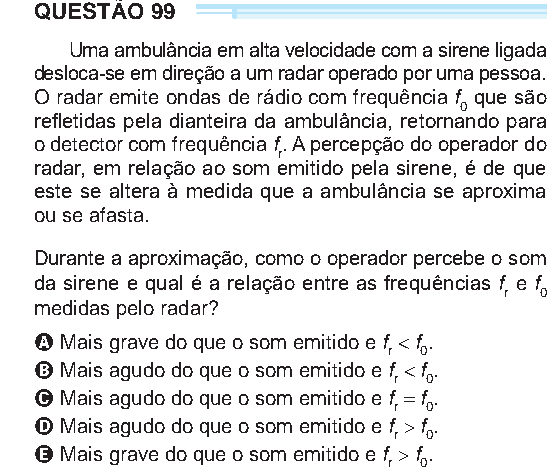 QUESTÃO 99
Uma ambulância em alta velocidade com a sirene ligada
desloca-se em direção a um radar operado por uma pessoa.
O radar emite ondas de rádio com frequência f₀ que são
refletidas pela dianteira da ambulância, retornando para
o detector com frequência fᵣ. A percepção do operador do
radar, em relação ao som emitido pela sirene, é de que
este se altera à medida que a ambulância se aproxima
ou se afasta.
Durante a aproximação, como o operador percebe o som
da sirene e qual é a relação entre as frequências fᵣ e f₀
medidas pelo radar?
A Mais grave do que o som emitido e fᵣ < f₀.
B Mais agudo do que o som emitido e fᵣ < f₀.
C Mais agudo do que o som emitido e fᵣ = f₀.
D Mais agudo do que o som emitido e fᵣ > f₀.
E Mais grave do que o som emitido e fᵣ > f₀.